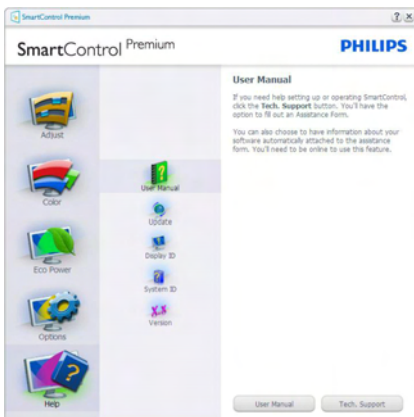 SmartControl Premium
SmartControl Premium
PHILIPS
Adjust
Color
Eco Power
Options
Help
User Manual
Update
Display ID
System ID
X.x
Version
User Manual
If you need help setting up or operating SmartControl,
click the Tech. Support button. You'll have the
option to fill out an Assistance Form.
You can also choose to have information about your
software automatically attached to the assistance
form. You'll need to be online to use this feature.
User Manual
Tech. Support